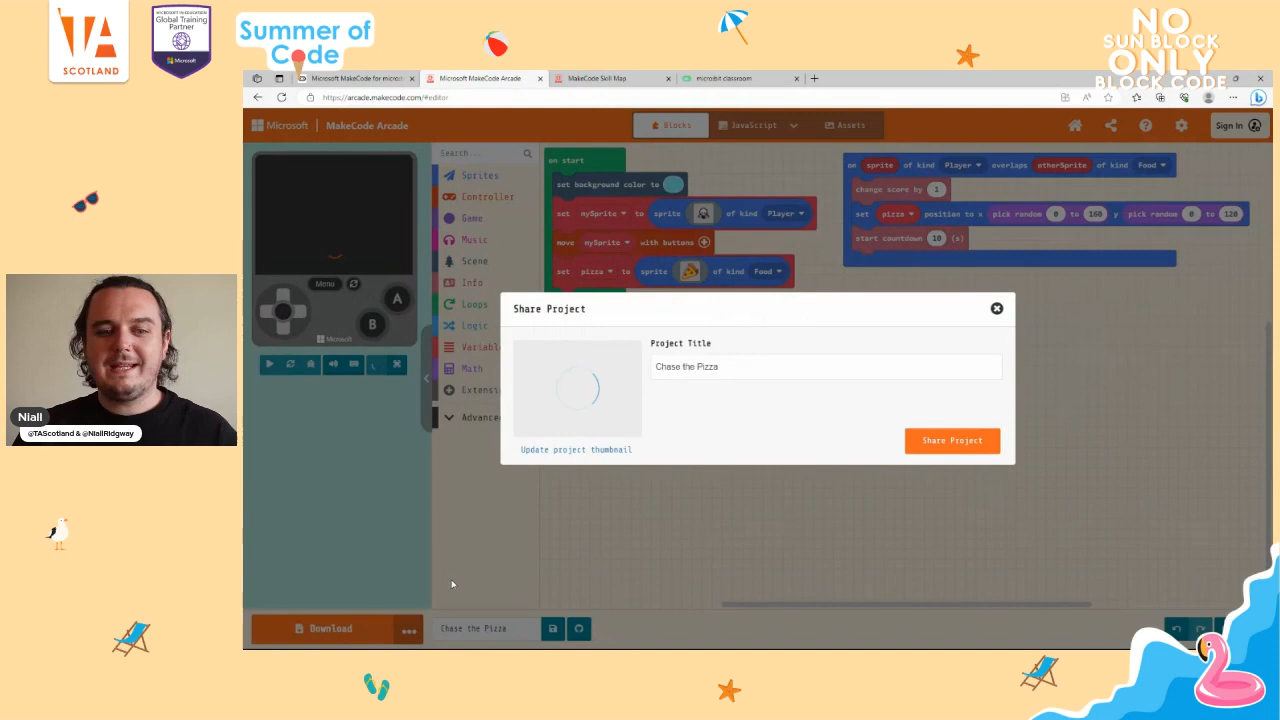 TA
SCOTLAND
MICROSOFT IN EDUCATION
Global Training
Partner
Microsoft
Summer of
Code
NO
SUN BLOCK
ONLY
BLOCK CODE
Microsoft MakeCode for micro:
Microsoft MakeCode Arcade
MakeCode Skill Map
micro:bit classroom
https://arcade.makecode.com/#editor
Microsoft
MakeCode Arcade
Blocks
JavaScript
Assets
Sign In
Search...
Sprites
Controller
Game
Music
Scene
Info
Loops
Logic
Variabl
Math
Extensi
Advance
Menu
A
B
Microsoft
on start
set background color to
set mySprite to sprite of kind Player
move mySprite with buttons
set pizza to sprite of kind Food
on sprite of kind Player overlaps otherSprite of kind Food
change score by 1
set pizza position to x pick random 0 to 160 y pick random 0 to 120
start countdown 10 (s)
Share Project
Project Title
Chase the Pizza
Update project thumbnail
Share Project
Niall
@TAScotland & @NiallRidgway
Download
Chase the Pizza